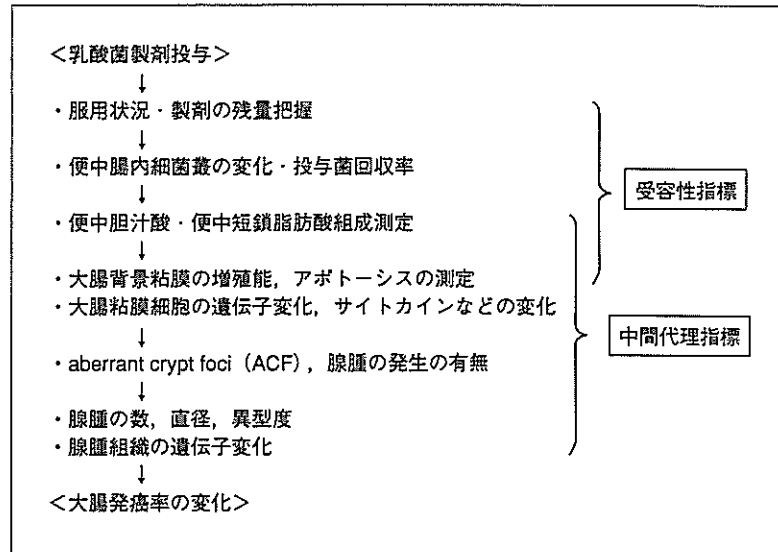 ＜乳酸菌製剤投与＞
↓
・服用状況・製剤の残量把握
↓
・便中腸内細菌叢の変化・投与菌回収率
↓
・便中胆汁酸・便中短鎖脂肪酸組成測定
↓
・大腸背景粘膜の増殖能，アポトーシスの測定
・大腸粘膜細胞の遺伝子変化，サイトカインなどの変化
↓
・aberrant crypt foci（ACF），腺腫の発生の有無
↓
・腺腫の数，直径，異型度
・腺腫組織の遺伝子変化
↓
＜大腸発癌率の変化＞
受容性指標
中間代理指標